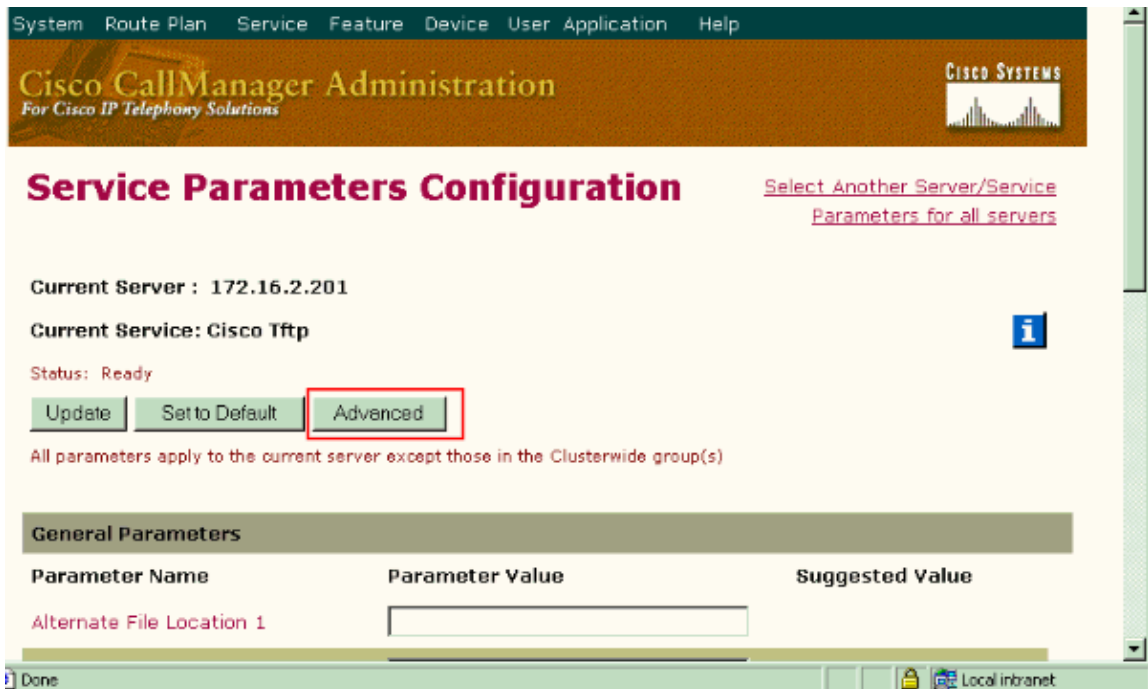 System Route Plan Service Feature Device User Application Help
Cisco CallManager Administration
For Cisco IP Telephony Solutions
CISCO SYSTEMS
Service Parameters Configuration
Select Another Server/Service
Parameters for all servers
Current Server : 172.16.2.201
Current Service: Cisco Tftp
i
Status: Ready
Update Set to Default Advanced
All parameters apply to the current server except those in the Clusterwide group(s)
General Parameters
Parameter Name Parameter Value Suggested Value
Alternate File Location 1
Done Local intranet